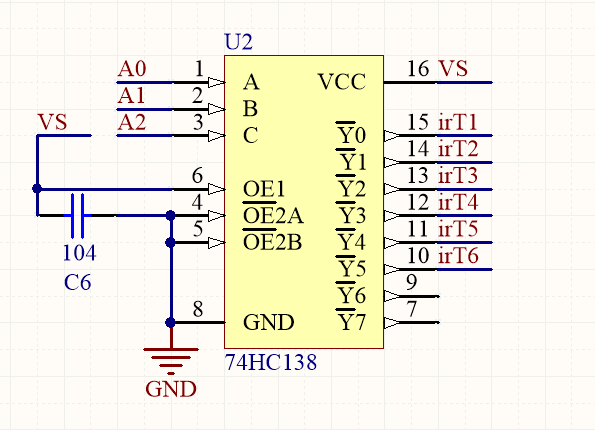 U2
A0 1 A VCC 16 VS
A1 2 B
VS A2 3 C Y0 15 irT1
Y1 14 irT2
6 OE1 Y2 13 irT3
4 OE2A Y3 12 irT4
5 OE2B Y4 11 irT5
104 Y5 10 irT6
C6 Y6 9
8 GND Y7 7
74HC138
GND